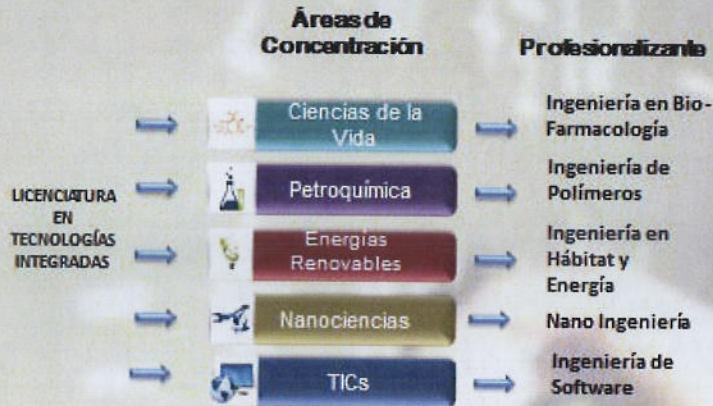 Áreas de
Concentración
Profesionalizante
LICENCIATURA
EN
TECNOLOGÍAS
INTEGRADAS
Ciencias de la
Vida
Ingeniería en Bio-
Farmacología
Petroquímica
Ingeniería de
Polímeros
Energías
Renovables
Ingeniería en
Hábitat y
Energía
Nanociencias
Nano Ingeniería
TICs
Ingeniería de
Software